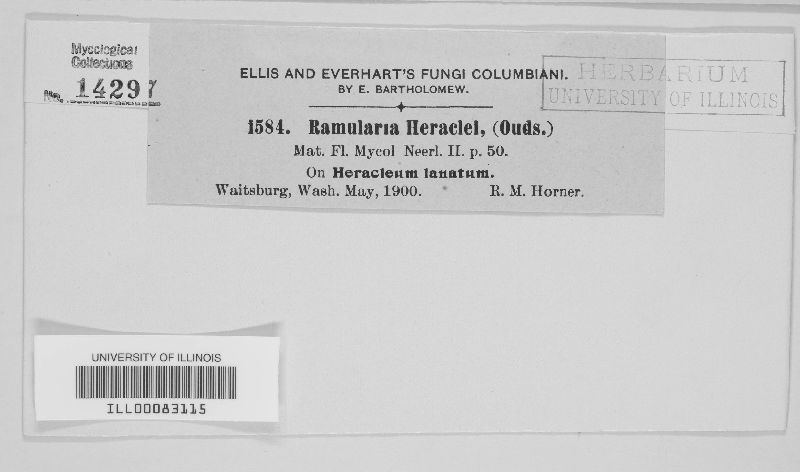 Mycological
Collections
No. 14297
ELLIS AND EVERHART'S FUNGI COLUMBIANI.
BY E. BARTHOLOMEW.
HERBARIUM
UNIVERSITY OF ILLINOIS
1584. Ramularia Heraclei, (Ouds.)
Mat. Fl. Mycol Neerl. II. p. 50.
On Heracleum lanatum.
Waitsburg, Wash. May, 1900. R. M. Horner.
UNIVERSITY OF ILLINOIS
ILL00083115